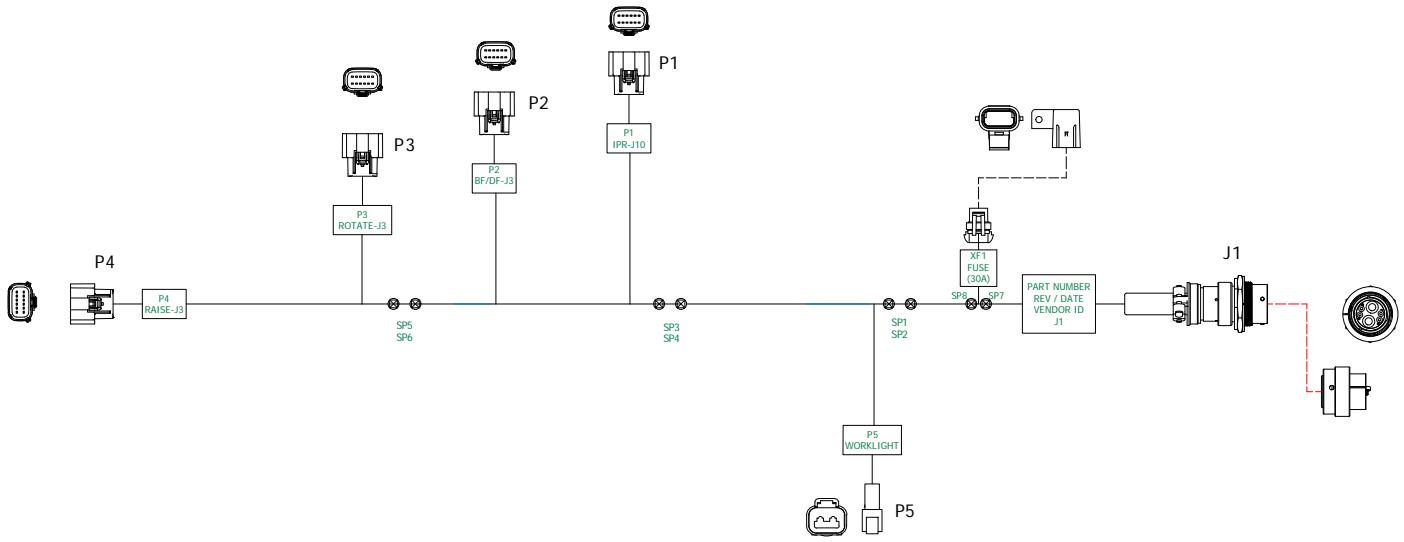 P1
P1
IPR-J10
P2
P2
BF/DF-J3
P3
P3
ROTATE-J3
P4
P4
RAISE-J3
XF1
FUSE
(30A)
SP8
SP7
PART NUMBER
REV / DATE
VENDOR ID
J1
J1
SP5
SP6
SP3
SP4
SP1
SP2
P5
WORKLIGHT
P5